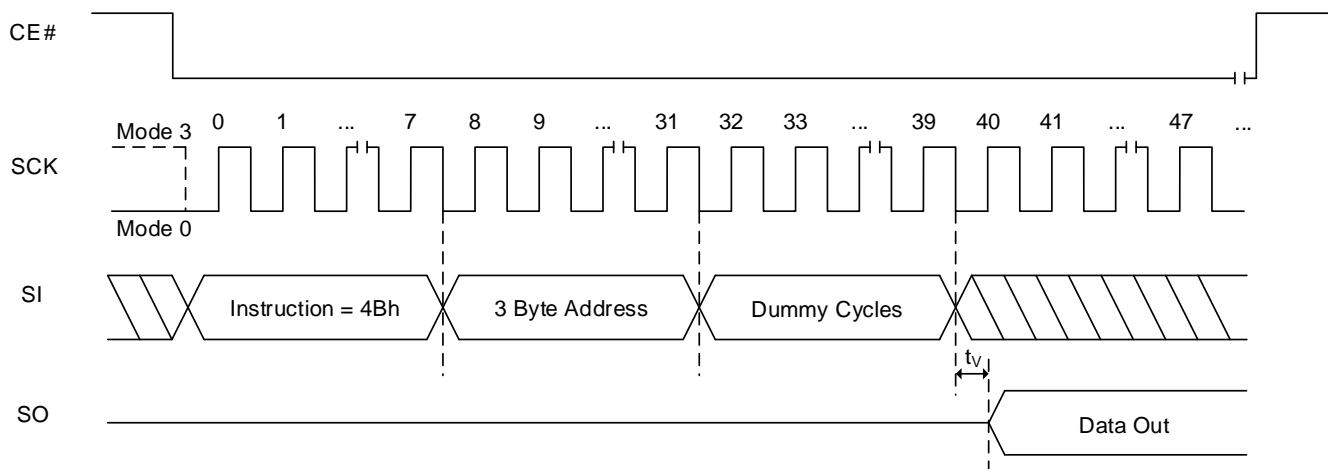 CE#
0 1 ... 7 8 9 ... 31 32 33 ... 39 40 41 ... 47 ...
Mode 3
SCK
Mode 0
SI
Instruction = 4Bh
3 Byte Address
Dummy Cycles
tV
SO
Data Out